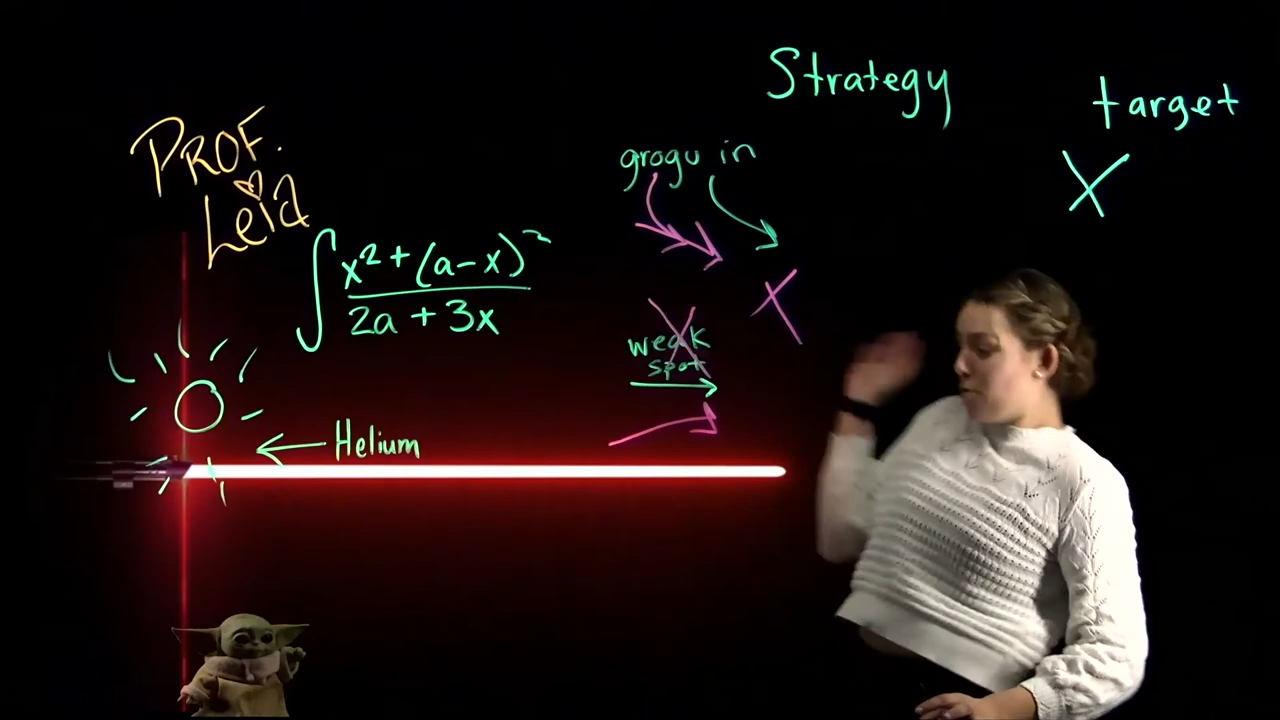 Strategy
target
X
PROF.
Leia
grogu in
∫ x² + (a - x)²
2a + 3x
X
weak
spot
← Helium